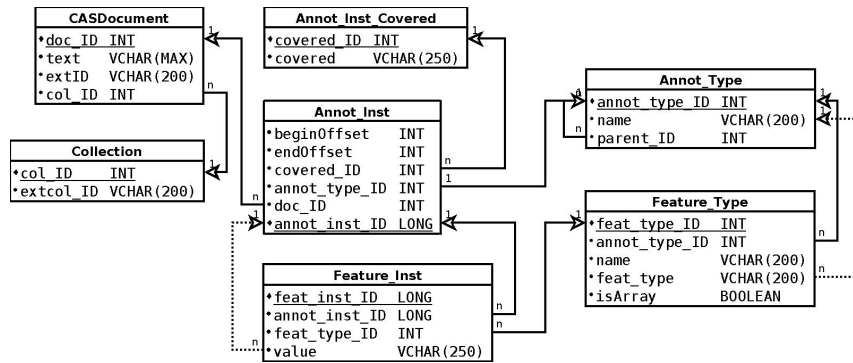 CASDocument
doc_ID INT
text VCHAR(MAX)
extID VCHAR(200)
col_ID INT
Collection
col_ID INT
extcol_ID VCHAR(200)
Annot_Inst_Covered
covered_ID INT
covered VCHAR(250)
Annot_Inst
beginOffset INT
endOffset INT
covered_ID INT
annot_type_ID INT
doc_ID INT
annot_inst_ID LONG
Feature_Inst
feat_inst_ID LONG
annot_inst_ID LONG
feat_type_ID INT
value VCHAR(250)
Annot_Type
annot_type_ID INT
name VCHAR(200)
parent_ID INT
Feature_Type
feat_type_ID INT
annot_type_ID INT
name VCHAR(200)
feat_type VCHAR(200)
isArray BOOLEAN
1
n
1
n
1
n
1
1
1
n
n
n
1
1
1
n
n